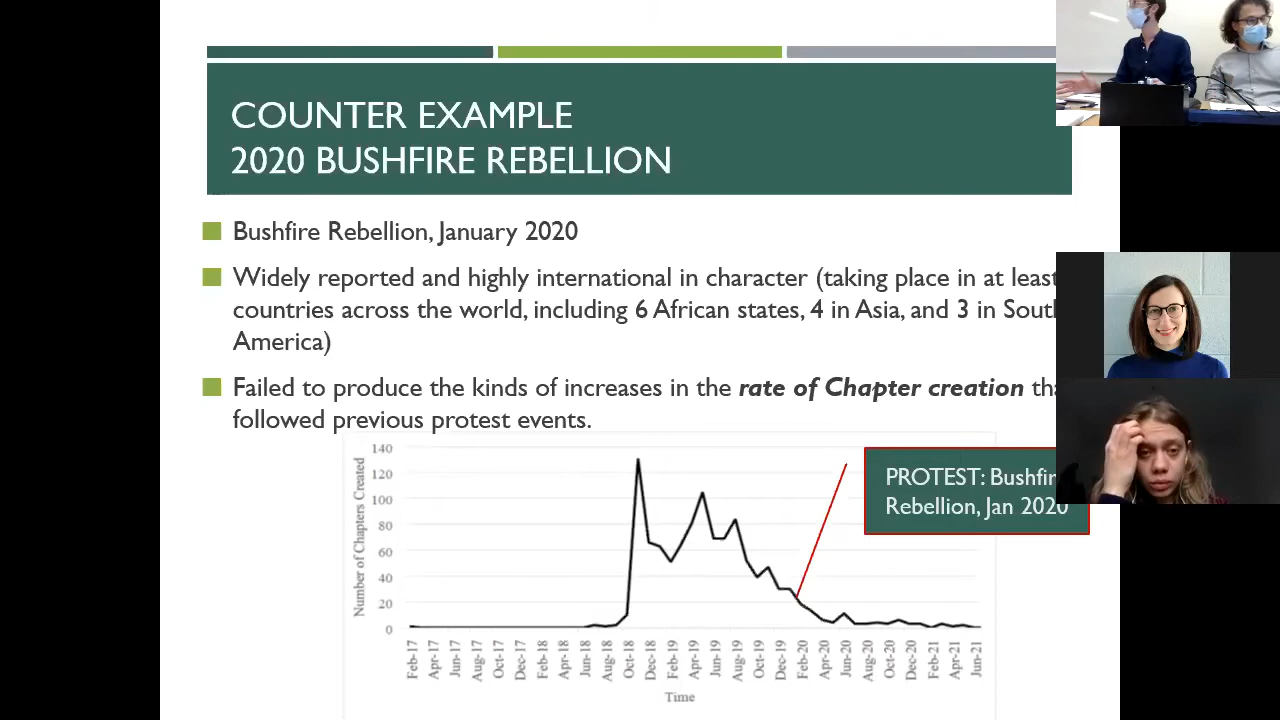 COUNTER EXAMPLE
2020 BUSHFIRE REBELLION
Bushfire Rebellion, January 2020
Widely reported and highly international in character (taking place in at least
countries across the world, including 6 African states, 4 in Asia, and 3 in South
America)
Failed to produce the kinds of increases in the rate of Chapter creation
followed previous protest events.
PROTEST: Bushfire
Rebellion, Jan 2020
Number of Chapters Created
140
120
100
80
60
40
20
0
Feb-17
Apr-17
Jun-17
Aug-17
Oct-17
Dec-17
Feb-18
Apr-18
Jun-18
Aug-18
Oct-18
Dec-18
Feb-19
Apr-19
Jun-19
Aug-19
Oct-19
Dec-19
Feb-20
Apr-20
Jun-20
Aug-20
Oct-20
Dec-20
Feb-21
Apr-21
Jun-21
Time